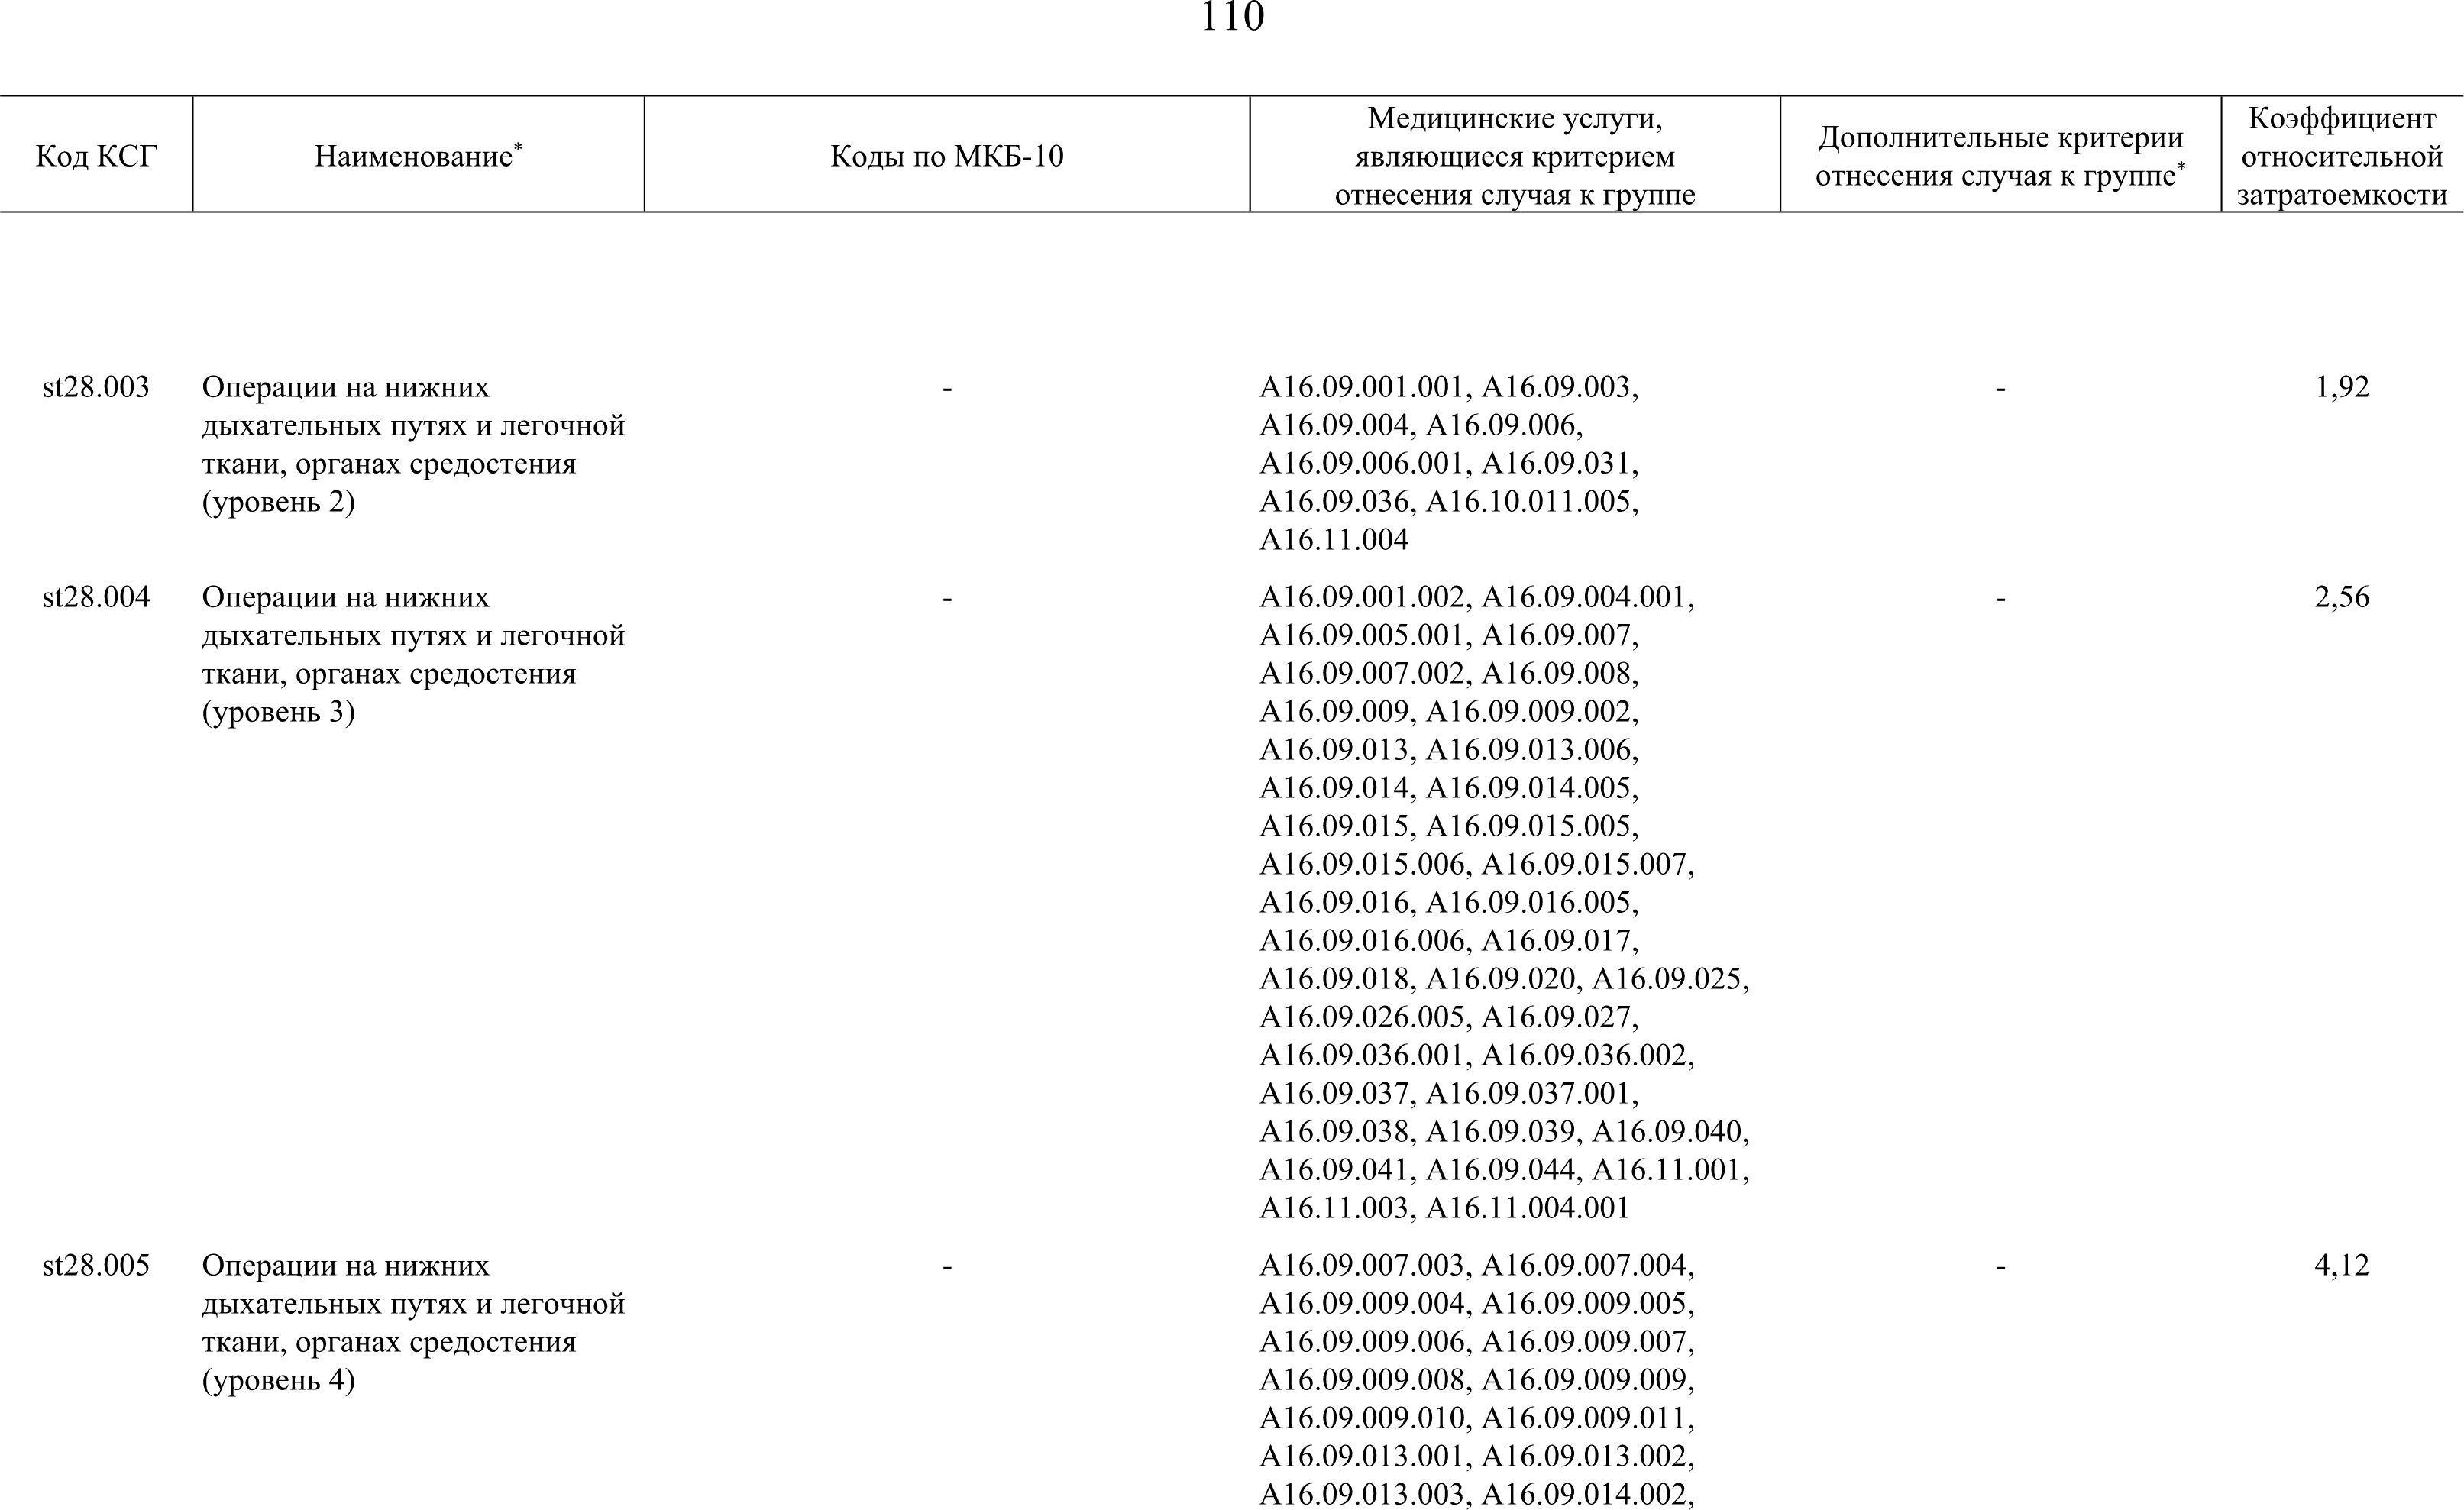 110
Код КСГ
Наименование*
Коды по МКБ-10
Медицинские услуги,
являющиеся критерием
отнесения случая к группе
Дополнительные критерии
отнесения случая к группе*
Коэффициент
относительной
затратоемкости
st28.003
Операции на нижних
дыхательных путях и легочной
ткани, органах средостения
(уровень 2)
-
A16.09.001.001, A16.09.003,
A16.09.004, A16.09.006,
A16.09.006.001, A16.09.031,
A16.09.036, A16.10.011.005,
A16.11.004
-
1,92
st28.004
Операции на нижних
дыхательных путях и легочной
ткани, органах средостения
(уровень 3)
-
A16.09.001.002, A16.09.004.001,
A16.09.005.001, A16.09.007,
A16.09.007.002, A16.09.008,
A16.09.009, A16.09.009.002,
A16.09.013, A16.09.013.006,
A16.09.014, A16.09.014.005,
A16.09.015, A16.09.015.005,
A16.09.015.006, A16.09.015.007,
A16.09.016, A16.09.016.005,
A16.09.016.006, A16.09.017,
A16.09.018, A16.09.020, A16.09.025,
A16.09.026.005, A16.09.027,
A16.09.036.001, A16.09.036.002,
A16.09.037, A16.09.037.001,
A16.09.038, A16.09.039, A16.09.040,
A16.09.041, A16.09.044, A16.11.001,
A16.11.003, A16.11.004.001
-
2,56
st28.005
Операции на нижних
дыхательных путях и легочной
ткани, органах средостения
(уровень 4)
-
A16.09.007.003, A16.09.007.004,
A16.09.009.004, A16.09.009.005,
A16.09.009.006, A16.09.009.007,
A16.09.009.008, A16.09.009.009,
A16.09.009.010, A16.09.009.011,
A16.09.013.001, A16.09.013.002,
A16.09.013.003, A16.09.014.002,
-
4,12